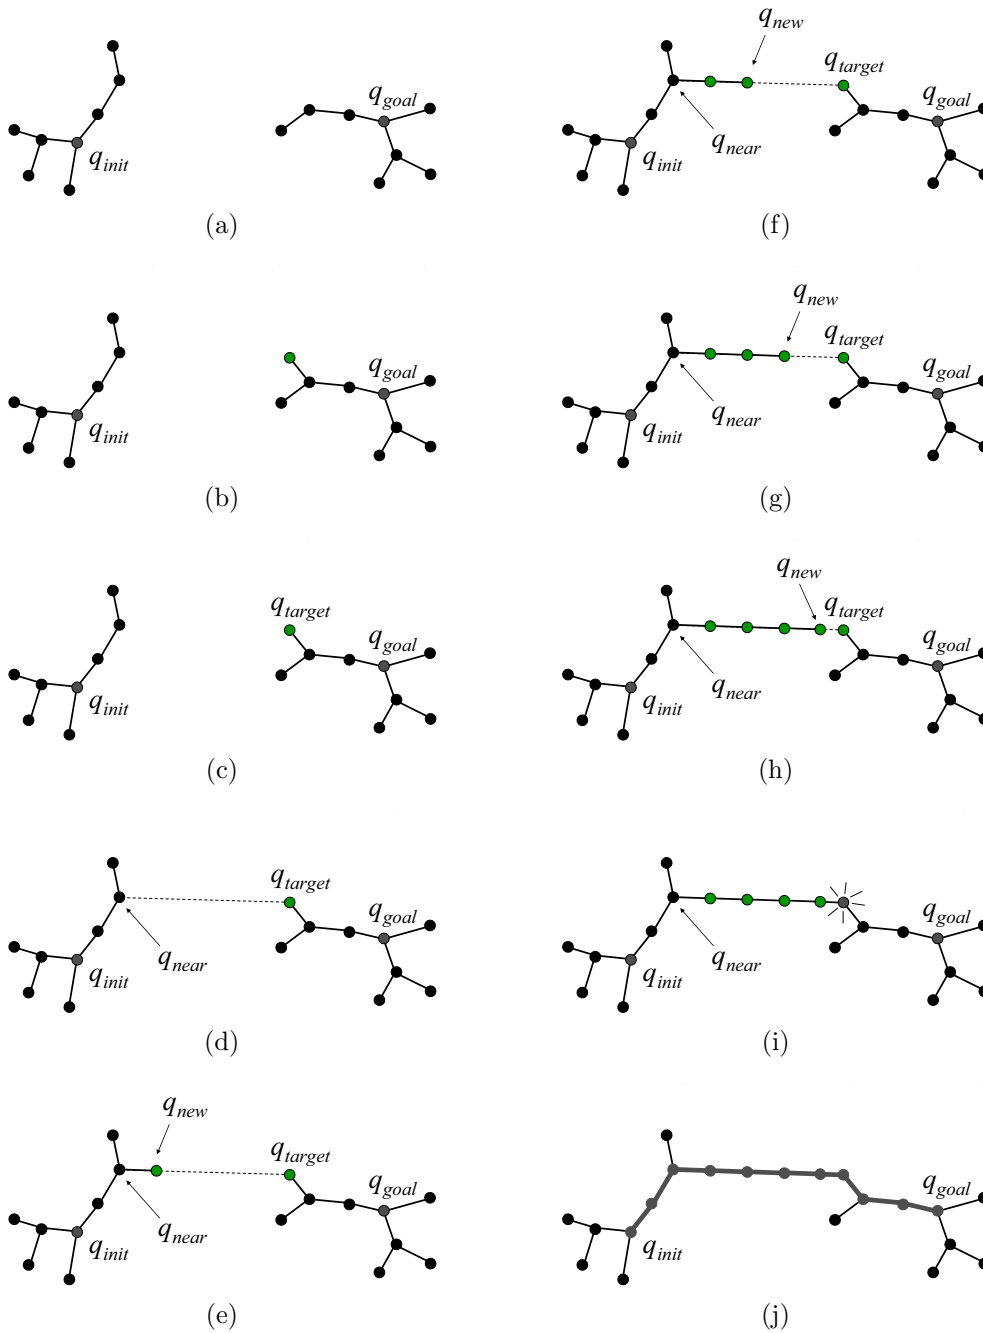 q_goal
q_init
(a)
q_goal
q_init
(b)
q_target
q_goal
q_init
(c)
q_target
q_goal
q_near
q_init
(d)
q_new
q_target
q_goal
q_near
q_init
(e)
q_new
q_target
q_goal
q_near
q_init
(f)
q_new
q_target
q_goal
q_near
q_init
(g)
q_new
q_target
q_goal
q_near
q_init
(h)
q_goal
q_near
q_init
(i)
q_goal
q_init
(j)